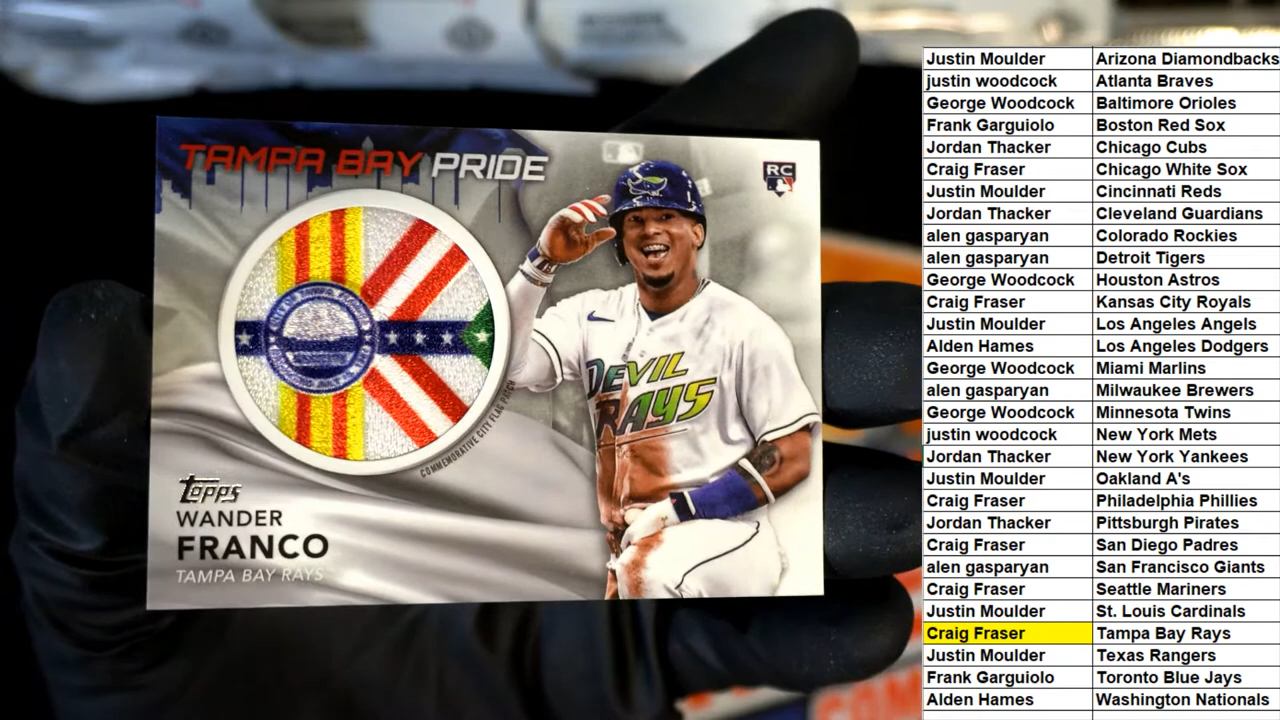 TAMPA BAY PRIDE
RC
DEVIL
RAYS
COMMEMORATIVE CITY FLAG PATCH
Topps
WANDER
FRANCO
TAMPA BAY RAYS
Justin Moulder Arizona Diamondbacks
justin woodcock Atlanta Braves
George Woodcock Baltimore Orioles
Frank Garguiolo Boston Red Sox
Jordan Thacker Chicago Cubs
Craig Fraser Chicago White Sox
Justin Moulder Cincinnati Reds
Jordan Thacker Cleveland Guardians
alen gasparyan Colorado Rockies
alen gasparyan Detroit Tigers
George Woodcock Houston Astros
Craig Fraser Kansas City Royals
Justin Moulder Los Angeles Angels
Alden Hames Los Angeles Dodgers
George Woodcock Miami Marlins
alen gasparyan Milwaukee Brewers
George Woodcock Minnesota Twins
justin woodcock New York Mets
Jordan Thacker New York Yankees
Justin Moulder Oakland A's
Craig Fraser Philadelphia Phillies
Jordan Thacker Pittsburgh Pirates
Craig Fraser San Diego Padres
alen gasparyan San Francisco Giants
Craig Fraser Seattle Mariners
Justin Moulder St. Louis Cardinals
Craig Fraser Tampa Bay Rays
Justin Moulder Texas Rangers
Frank Garguiolo Toronto Blue Jays
Alden Hames Washington Nationals